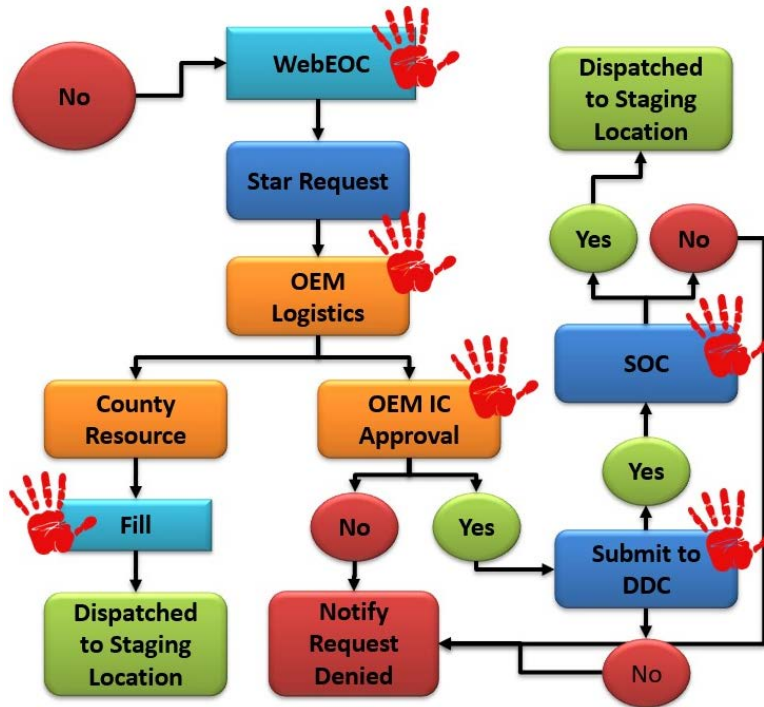 No
WebEOC
Star Request
OEM
Logistics
County
Resource
Fill
Dispatched
to Staging
Location
OEM IC
Approval
No
Yes
Notify
Request
Denied
Submit to
DDC
No
Yes
SOC
Yes
No
Dispatched
to Staging
Location